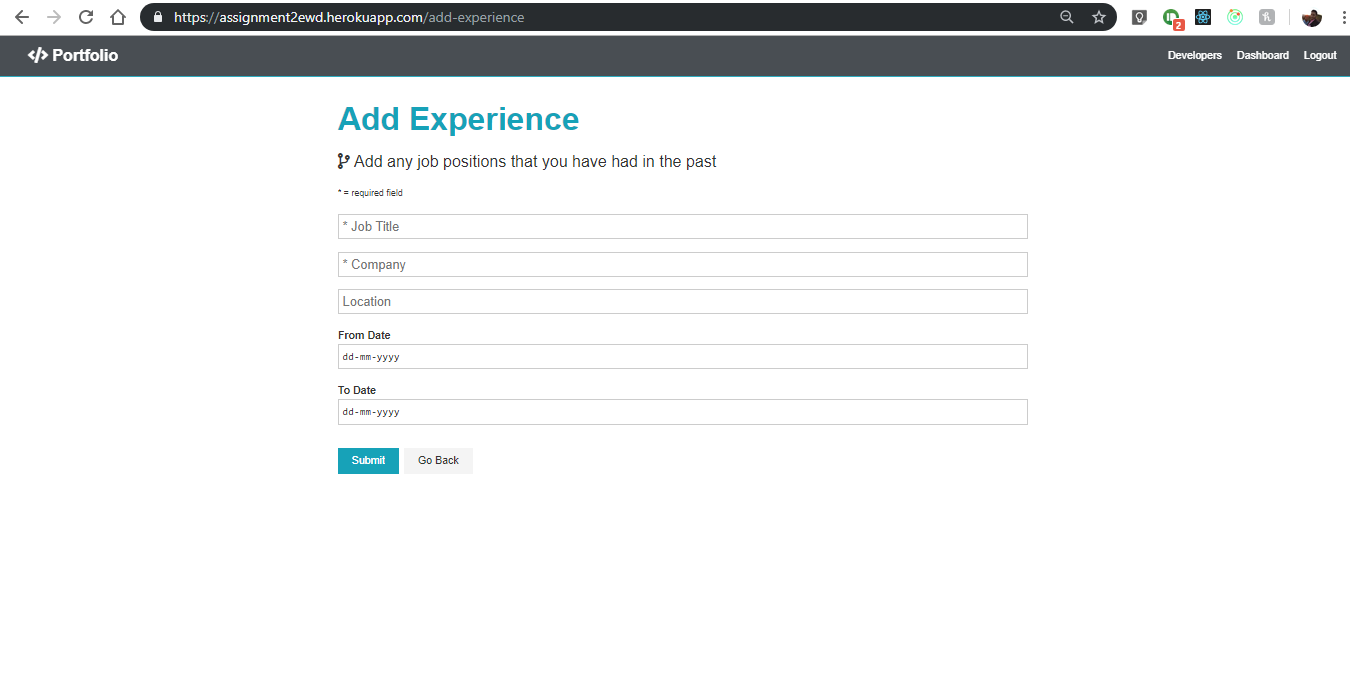 https://assignment2ewd.herokuapp.com/add-experience
2
</> Portfolio
Developers Dashboard Logout
Add Experience
Add any job positions that you have had in the past
* = required field
* Job Title
* Company
Location
From Date
dd-mm-yyyy
To Date
dd-mm-yyyy
Submit Go Back